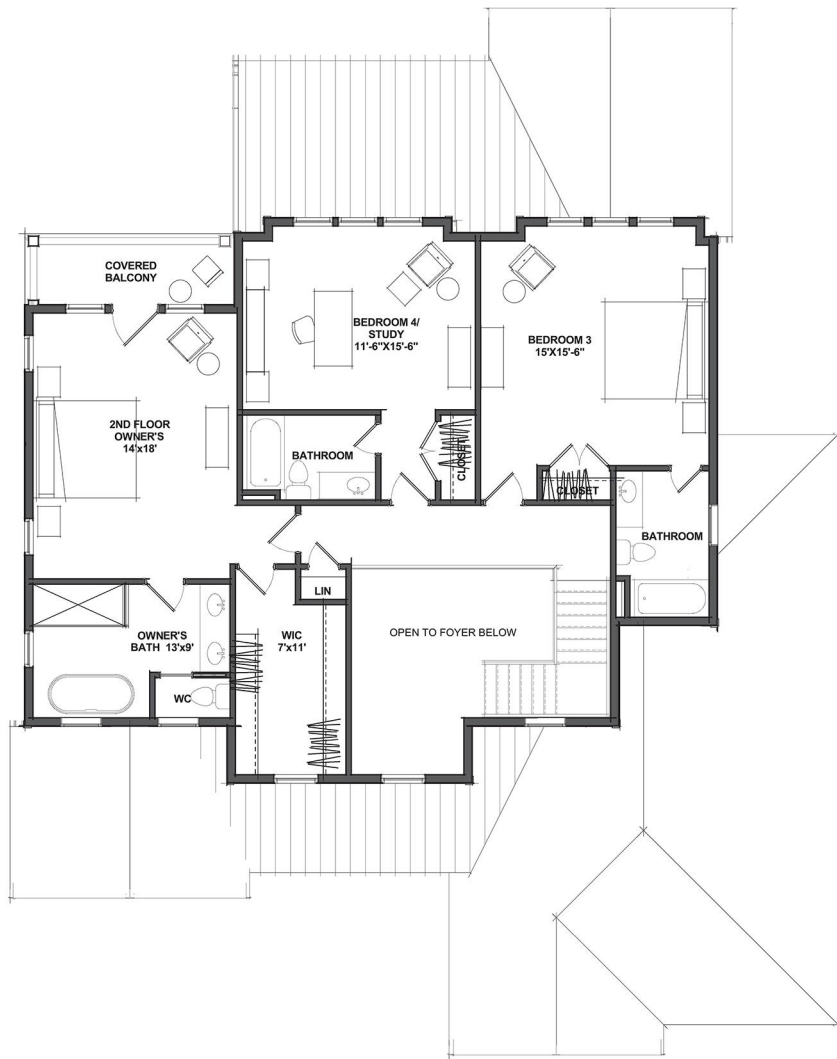 COVERED
BALCONY
BEDROOM 4/
STUDY
11'-6"X15'-6"
BEDROOM 3
15'X15'-6"
2ND FLOOR
OWNER'S
14'x18'
BATHROOM
CLOSET
CLOSET
BATHROOM
LIN
OWNER'S
BATH 13'x9'
WIC
7'x11'
OPEN TO FOYER BELOW
WC